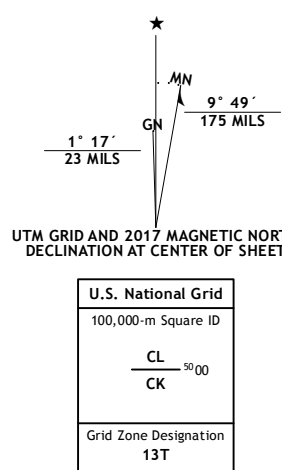 ★
MN
GN
9° 49´
175 MILS
1° 17´
23 MILS
UTM GRID AND 2017 MAGNETIC NORT
DECLINATION AT CENTER OF SHEET
U.S. National Grid
100,000-m Square ID
CL
5000
CK
Grid Zone Designation
13T